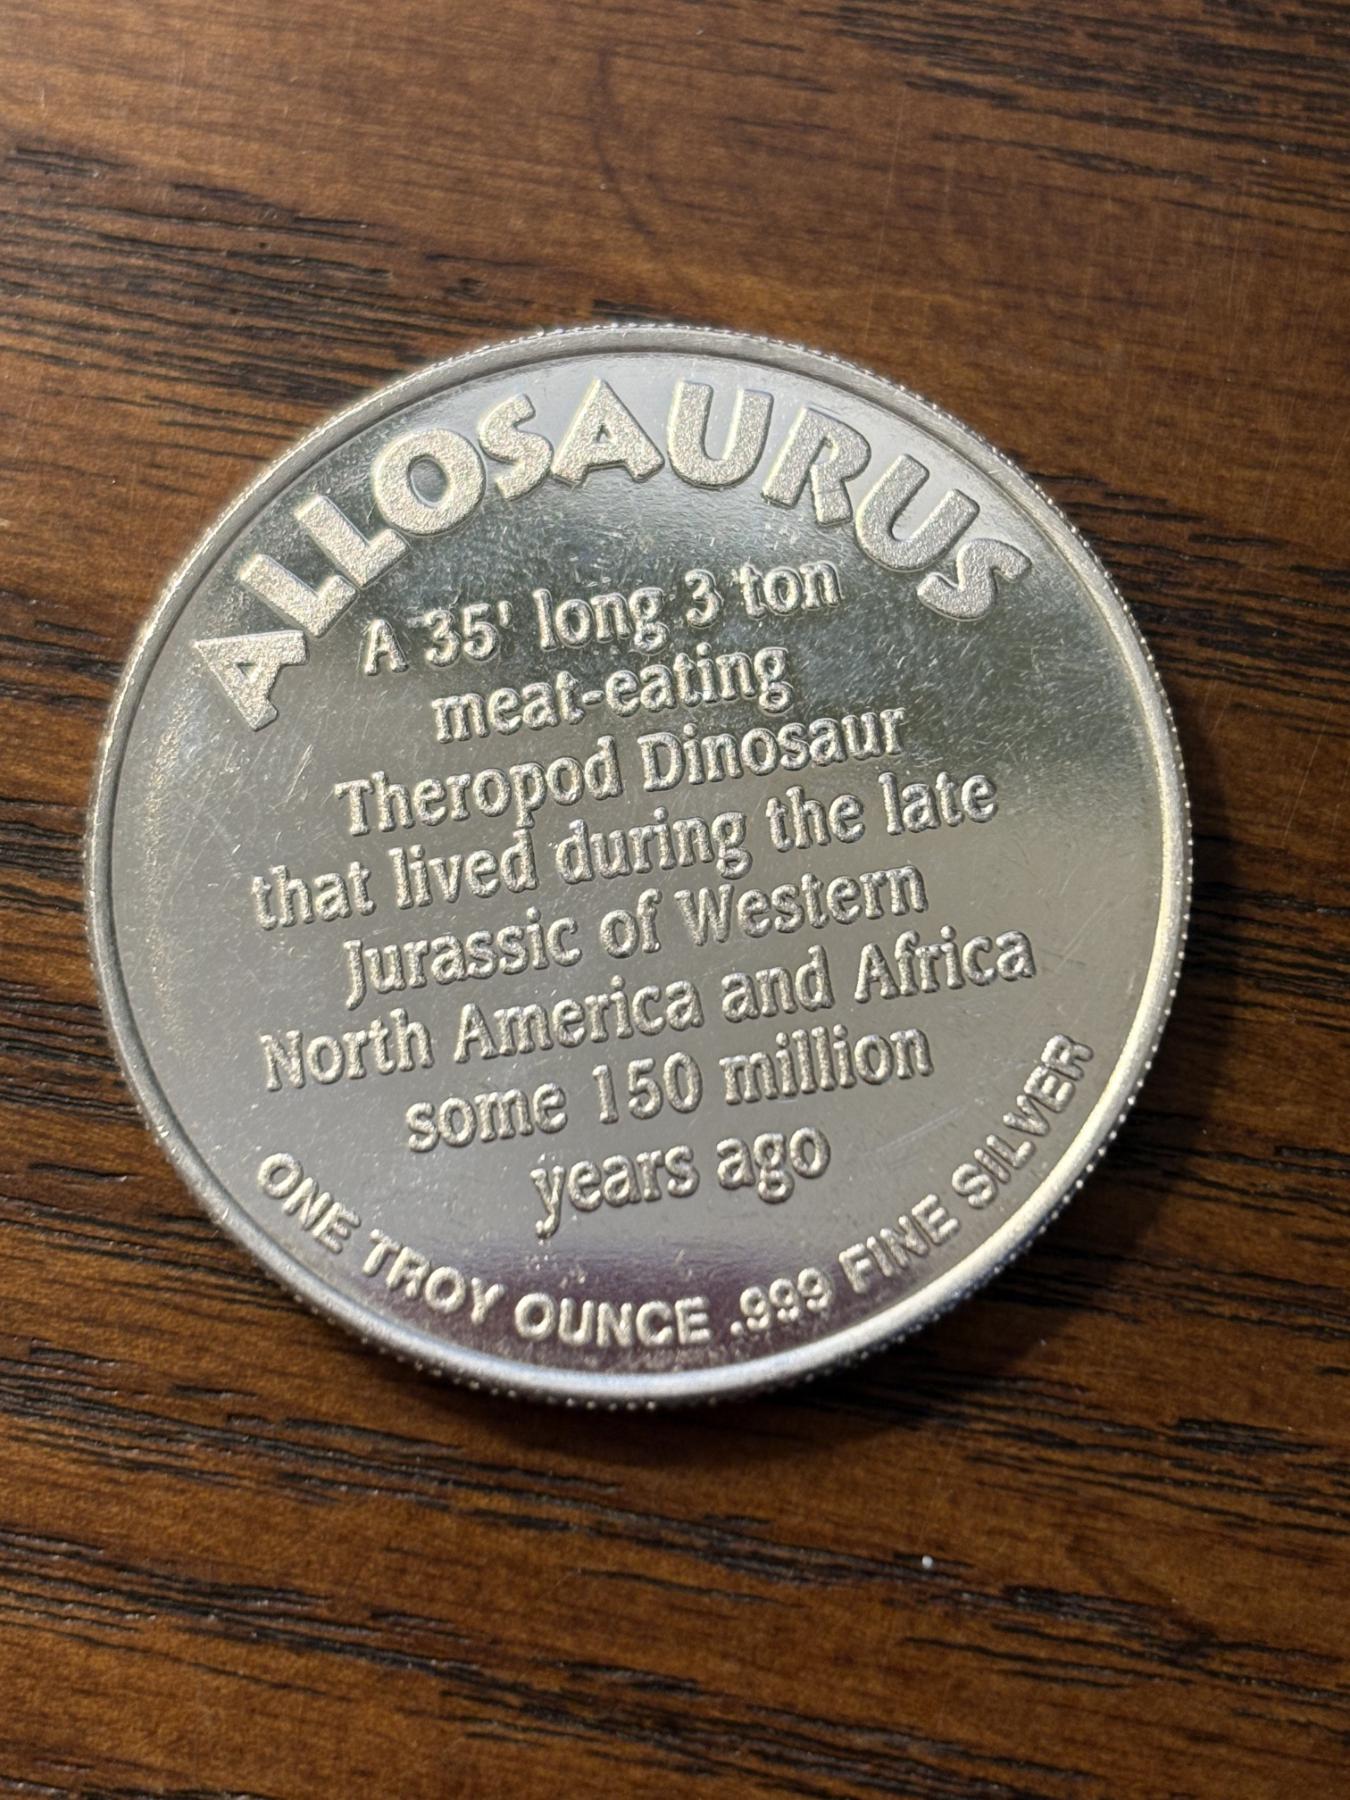 ALLOSAURUS
A 35' long 3 ton
meat-eating
Theropod Dinosaur
that lived during the late
Jurassic of Western
North America and Africa
some 150 million
years ago
ONE TROY OUNCE .999 FINE SILVER